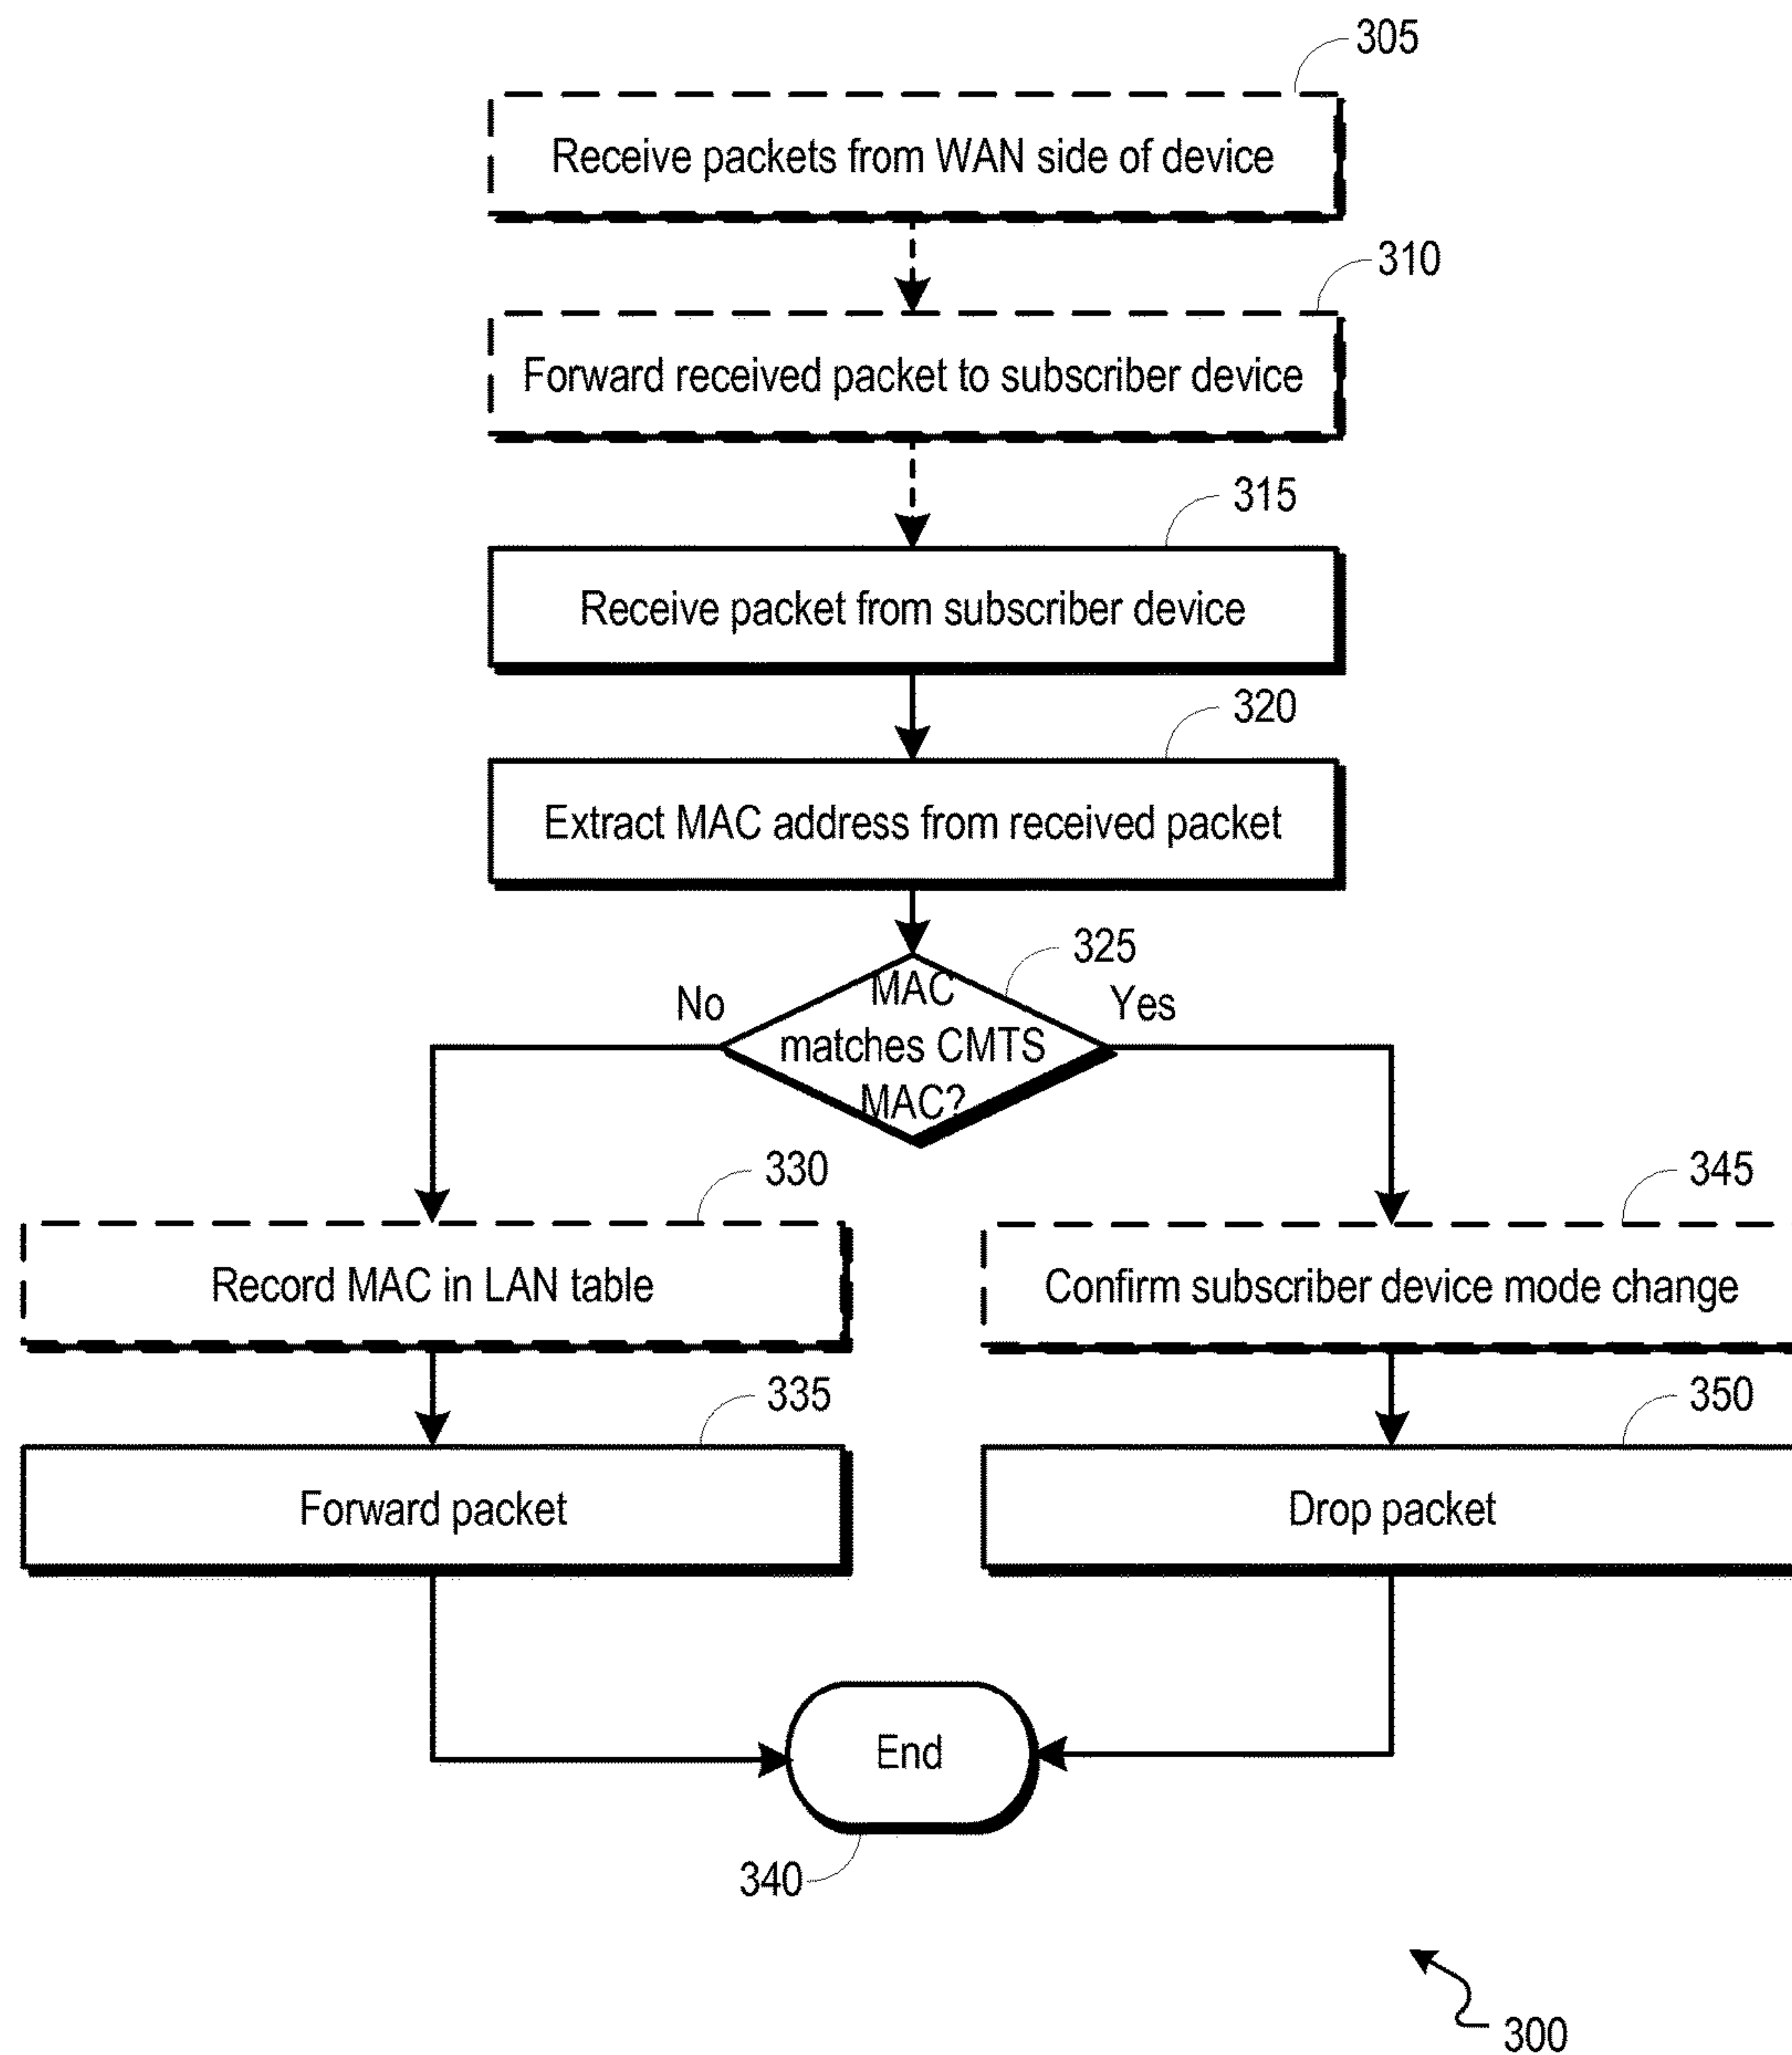 305
Receive packets from WAN side of device
310
Forward received packet to subscriber device
315
Receive packet from subscriber device
320
Extract MAC address from received packet
325
No
MAC
matches CMTS
MAC?
Yes
330
Record MAC in LAN table
345
Confirm subscriber device mode change
335
Forward packet
350
Drop packet
End
340
300